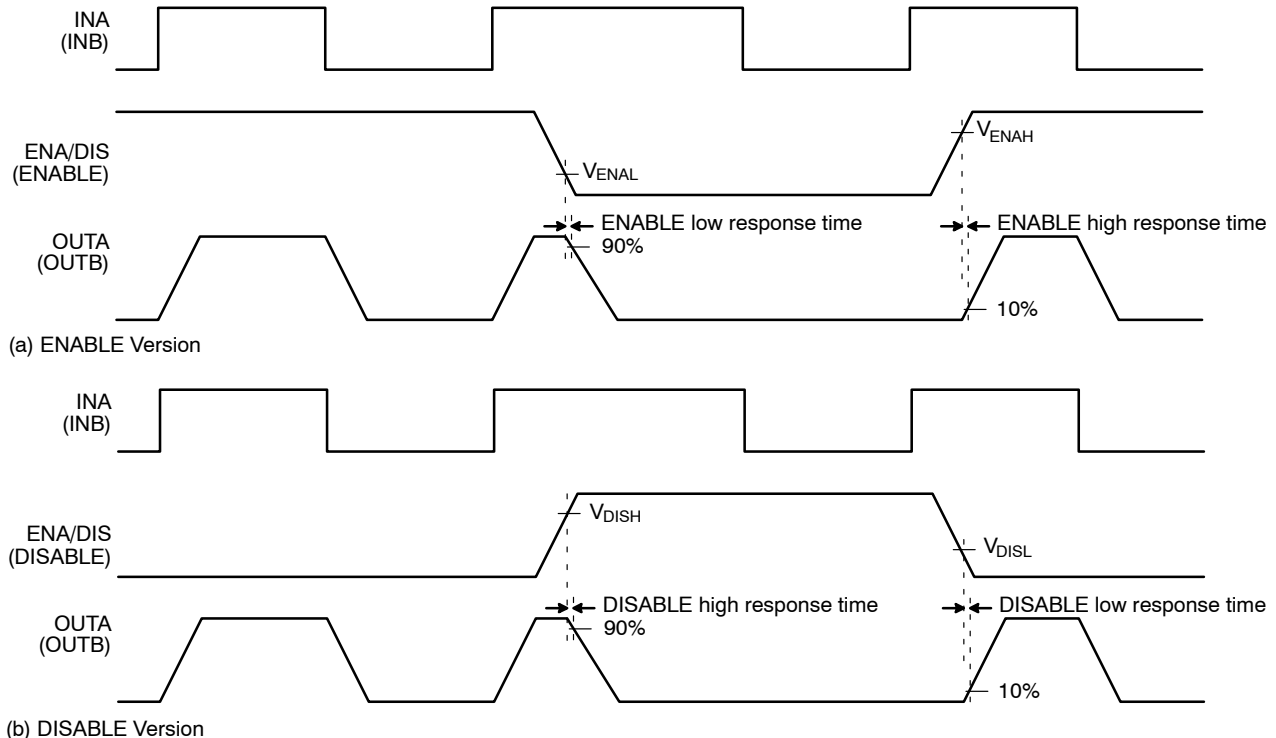 INA
(INB)
ENA/DIS
(ENABLE)
VENAL
VENAH
ENABLE low response time
ENABLE high response time
OUTA
(OUTB)
90%
10%
(a) ENABLE Version
INA
(INB)
ENA/DIS
(DISABLE)
VDISH
VDISL
DISABLE high response time
DISABLE low response time
OUTA
(OUTB)
90%
10%
(b) DISABLE Version